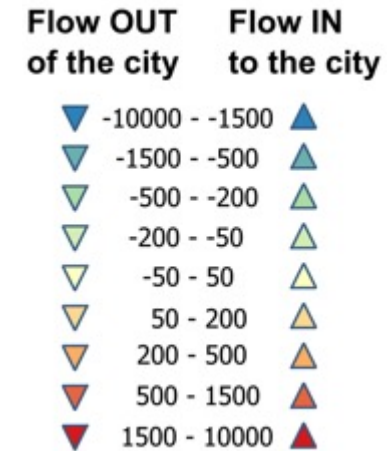 Flow OUT Flow IN
of the city to the city
-10000 - -1500
-1500 - -500
-500 - -200
-200 - -50
-50 - 50
50 - 200
200 - 500
500 - 1500
1500 - 10000